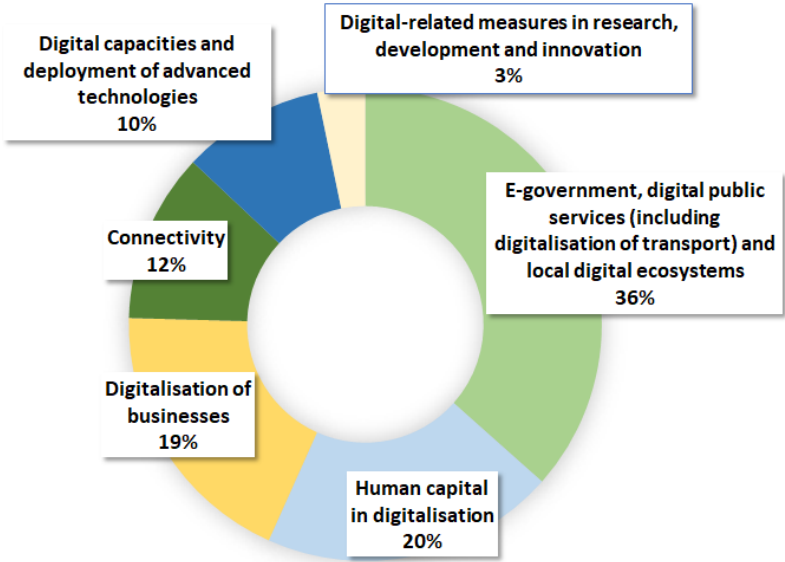 Digital-related measures in research,
development and innovation
3%
Digital capacities and
deployment of advanced
technologies
10%
E-government, digital public
services (including
digitalisation of transport) and
local digital ecosystems
36%
Connectivity
12%
Digitalisation of
businesses
19%
Human capital
in digitalisation
20%